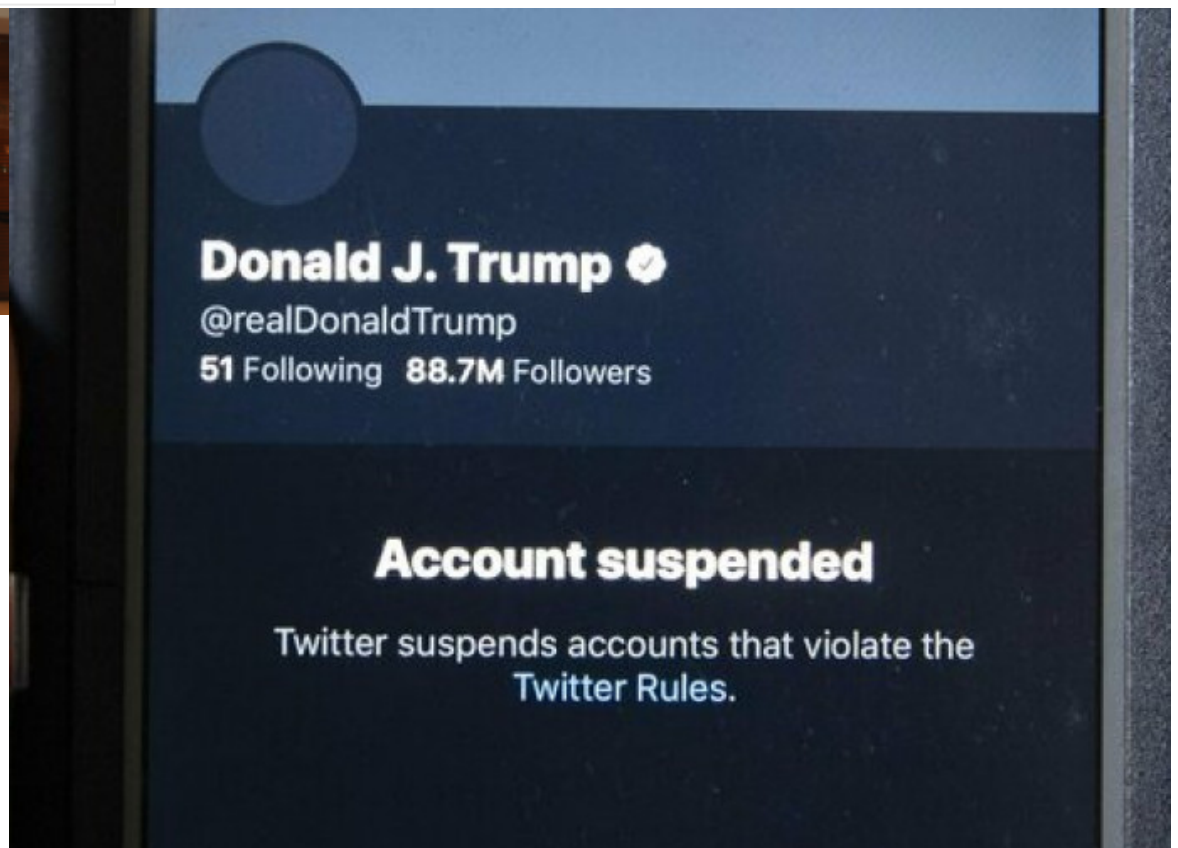 Donald J. Trump
@realDonaldTrump
51 Following 88.7M Followers
Account suspended
Twitter suspends accounts that violate the
Twitter Rules.